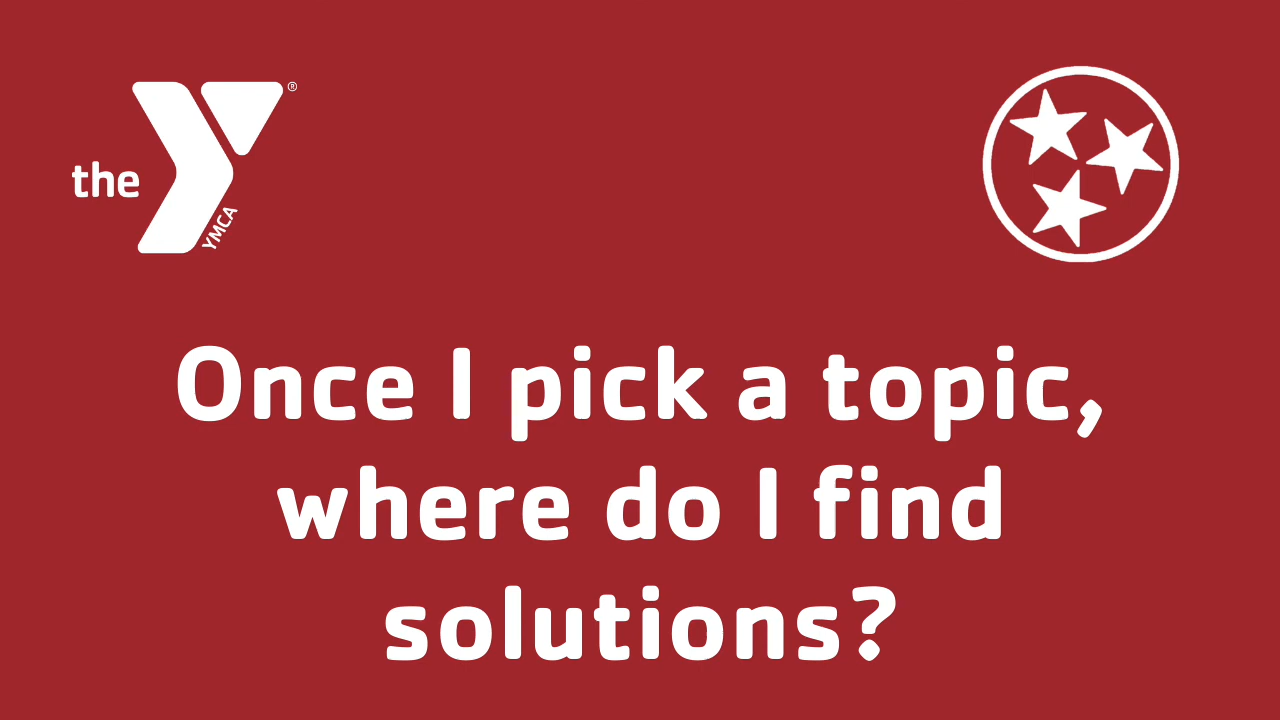 the
YMCA
®
Once I pick a topic,
where do I find
solutions?